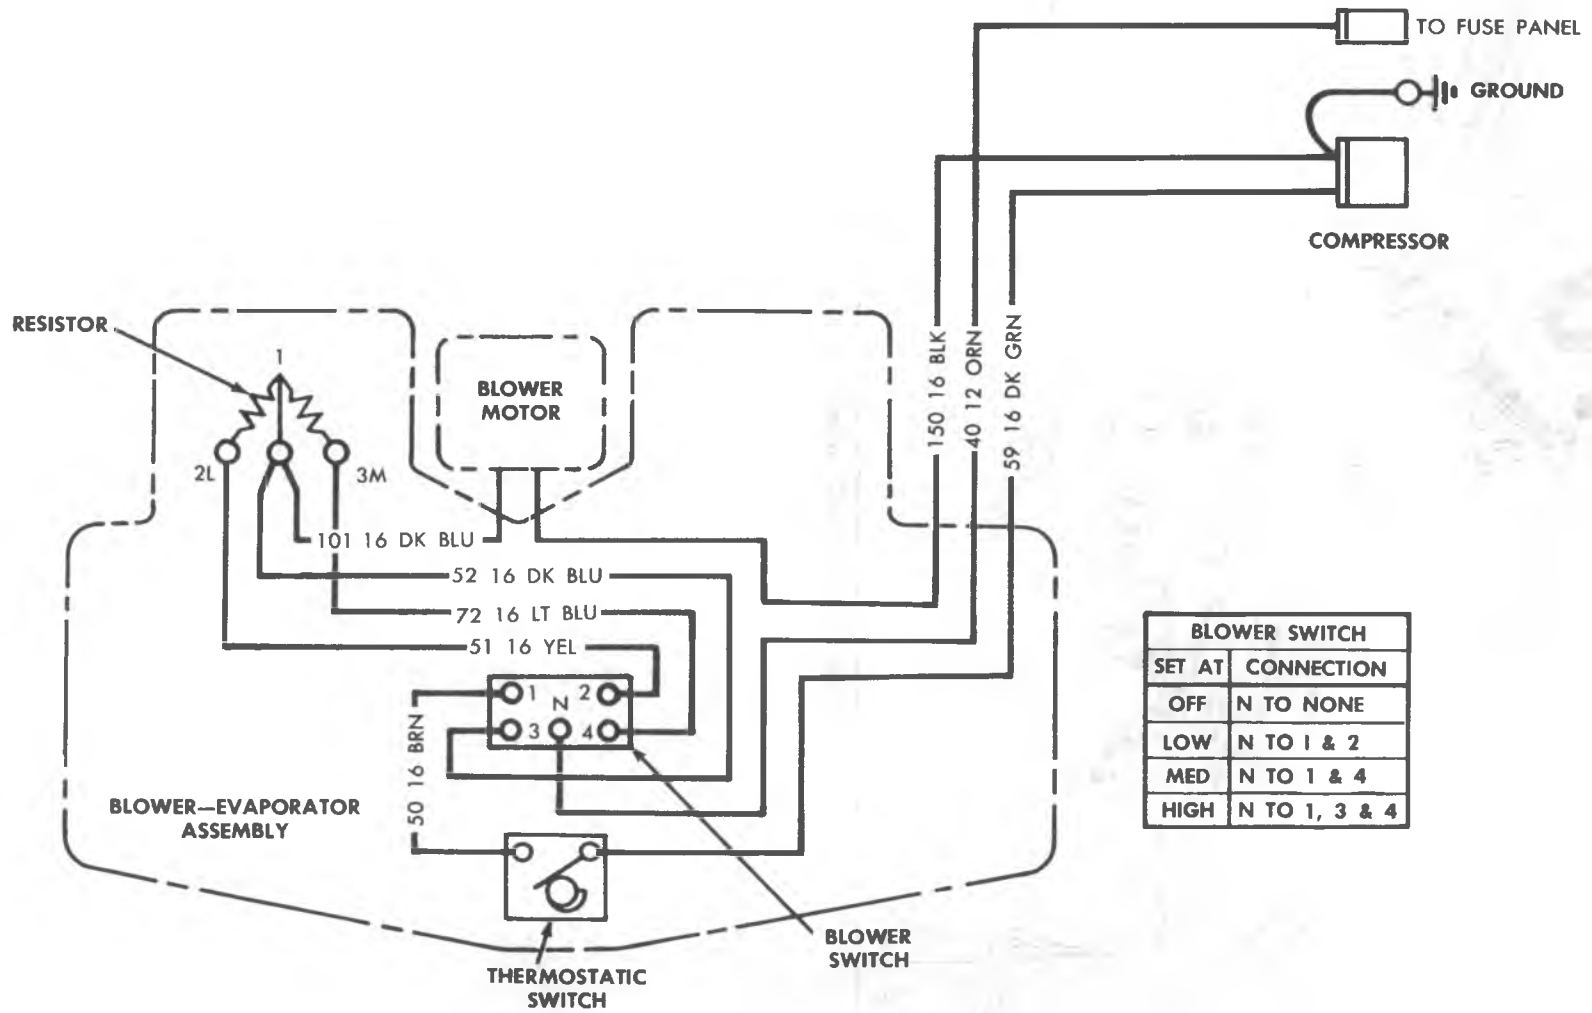 TO FUSE PANEL
GROUND
COMPRESSOR
RESISTOR
1
BLOWER
MOTOR
2L
3M
150 16 BLK
40 12 ORN
59 16 DK GRN
101 16 DK BLU
52 16 DK BLU
72 16 LT BLU
51 16 YEL
1 2
N
3 4
50 16 BRN
BLOWER—EVAPORATOR
ASSEMBLY
BLOWER
SWITCH
THERMOSTATIC
SWITCH
BLOWER SWITCH
SET AT CONNECTION
OFF N TO NONE
LOW N TO 1 & 2
MED N TO 1 & 4
HIGH N TO 1, 3 & 4